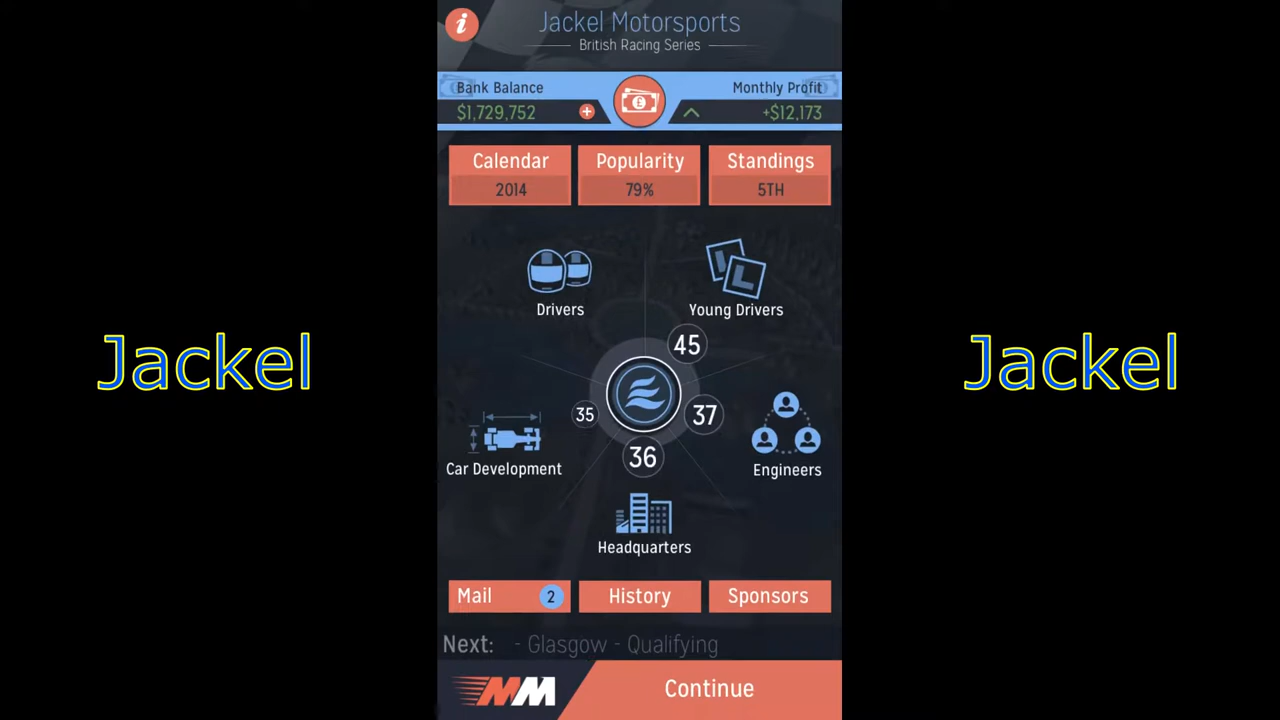 i
Jackel Motorsports
British Racing Series
Bank Balance
Monthly Profit
$1,729,752
+
£
+$12,173
Calendar
Popularity
Standings
2014
79%
5TH
L
Drivers
Young Drivers
45
Jackel
Jackel
35
37
36
Car Development
Engineers
Headquarters
Mail
2
History
Sponsors
Next: - Glasgow - Qualifying
MM
Continue